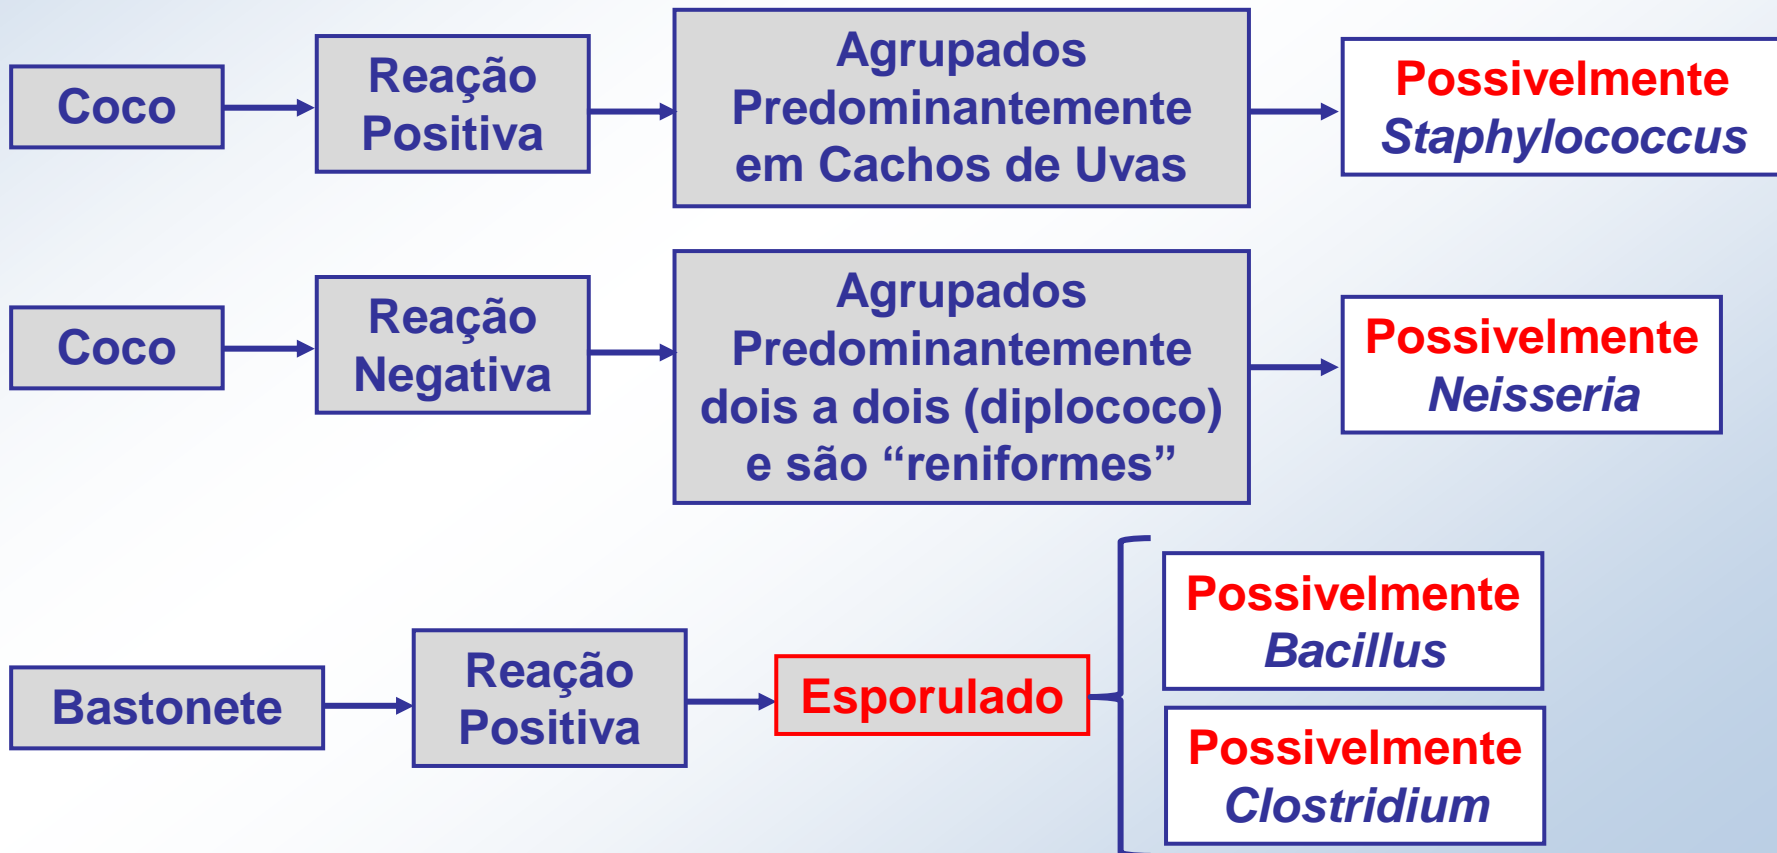 Coco
Reação
Positiva
Agrupados
Predominantemente
em Cachos de Uvas
Possivelmente
Staphylococcus
Coco
Reação
Negativa
Agrupados
Predominantemente
dois a dois (diplococo)
e são “reniformes”
Possivelmente
Neisseria
Bastonete
Reação
Positiva
Esporulado
Possivelmente
Bacillus
Possivelmente
Clostridium